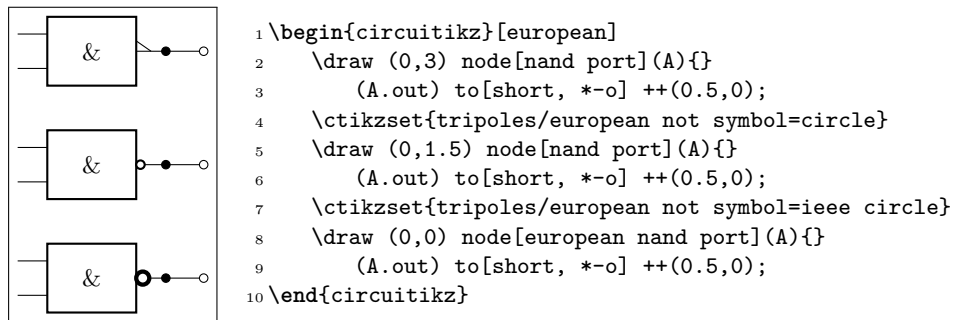 &
&
&
1 \begin{circuitikz}[european]
2     \draw (0,3) node[nand port](A){}
3         (A.out) to[short, *-o] ++(0.5,0);
4     \ctikzset{tripoles/european not symbol=circle}
5     \draw (0,1.5) node[nand port](A){}
6         (A.out) to[short, *-o] ++(0.5,0);
7     \ctikzset{tripoles/european not symbol=ieee circle}
8     \draw (0,0) node[european nand port](A){}
9         (A.out) to[short, *-o] ++(0.5,0);
10 \end{circuitikz}